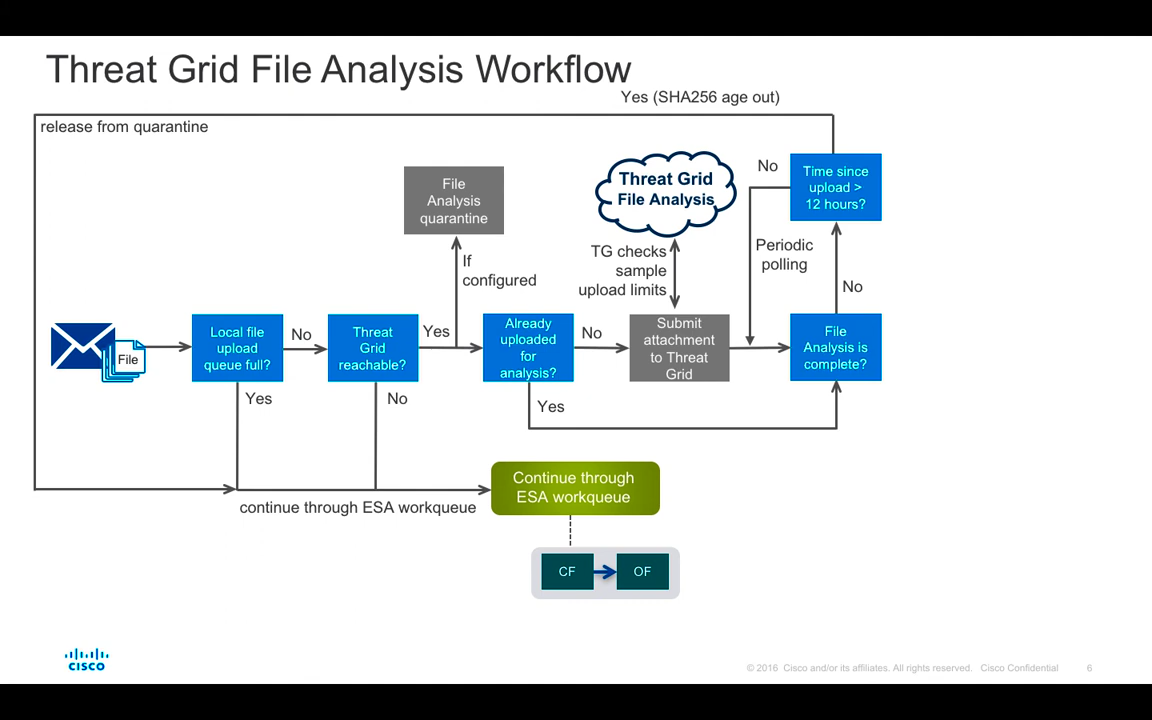 Threat Grid File Analysis Workflow
Yes (SHA256 age out)
release from quarantine
File
Analysis
quarantine
Threat Grid
File Analysis
No
Time since
upload >
12 hours?
If
configured
TG checks
sample
upload limits
Periodic
polling
No
File
Local file
upload
queue full?
No
Threat
Grid
reachable?
Yes
Already
uploaded
for
analysis?
No
Submit
attachment
to Threat
Grid
File
Analysis is
complete?
Yes
No
Yes
Continue through
ESA workqueue
continue through ESA workqueue
CF
OF
CISCO
© 2016 Cisco and/or its affiliates. All rights reserved. Cisco Confidential
6